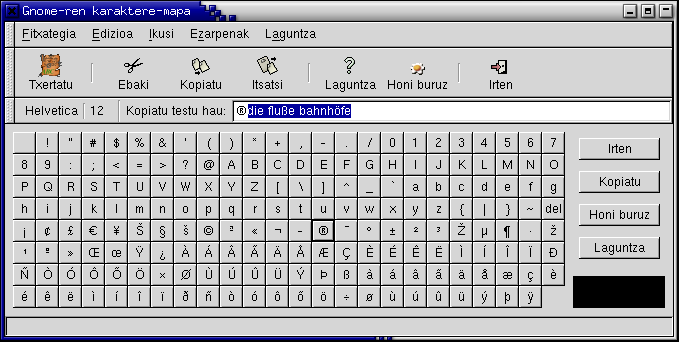 Gnome-ren karaktere-mapa
Fitxategia Edizioa Ikusi Ezarpenak Laguntza
Txertatu Ebaki Kopiatu Itsatsi Laguntza Honi buruz Irten
Helvetica 12 Kopiatu testu hau: ®die fluße bahnhöfe
! " # $ % & ' ( ) * + , - . / 0 1 2 3 4 5 6 7
8 9 : ; < = > ? @ A B C D E F G H I J K L M N O
P Q R S T U V W X Y Z [ \ ] ^ _ ` a b c d e f g
h i j k l m n o p q r s t u v w x y z { | } ~ del
¡ ¢ £ € ¥ Š § š © ª « ¬ - ® ¯ ° ± ² ³ Ž µ ¶ · ž
¹ º » Œ œ Ÿ ¿ À Á Â Ã Ä Å Æ Ç È É Ê Ë Ì Í Î Ï Ð
Ñ Ò Ó Ô Õ Ö × Ø Ù Ú Û Ü Ý Þ ß à á â ã ä å æ ç è
é ê ë ì í î ï ð ñ ò ó ô õ ö ÷ ø ù ú û ü ý þ ÿ
Irten
Kopiatu
Honi buruz
Laguntza